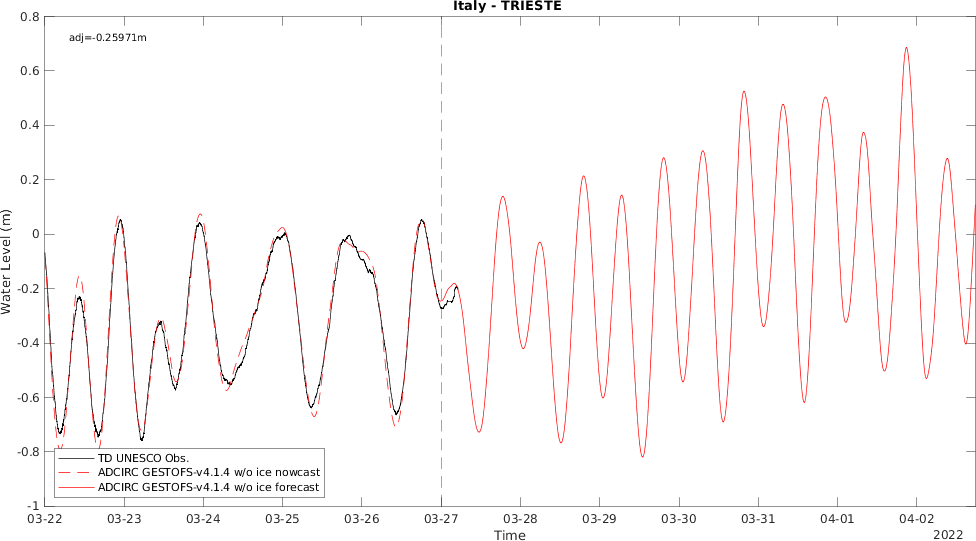 Italy - TRIESTE
adj=-0.25971m
0.8
0.6
0.4
0.2
0
-0.2
-0.4
-0.6
-0.8
-1
Water Level (m)
TD UNESCO Obs.
ADCIRC GESTOFS-v4.1.4 w/o ice nowcast
ADCIRC GESTOFS-v4.1.4 w/o ice forecast
03-22 03-23 03-24 03-25 03-26 03-27 03-28 03-29 03-30 03-31 04-01 04-02
Time
2022